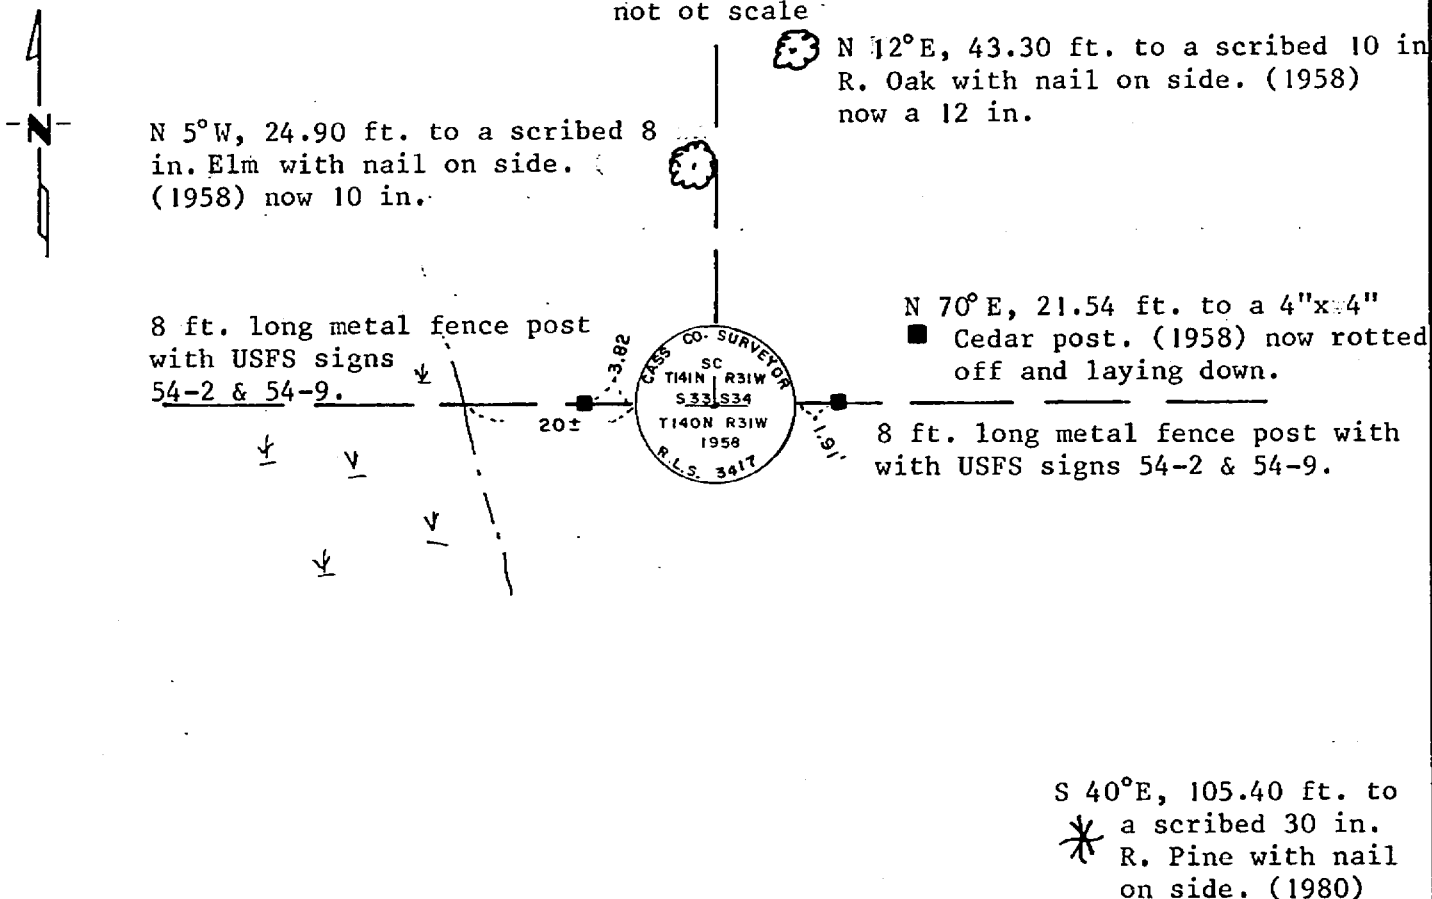 not ot scale
N 12°E, 43.30 ft. to a scribed 10 in
R. Oak with nail on side. (1958)
now a 12 in.
N
N 5°W, 24.90 ft. to a scribed 8
in. Elm with nail on side.
(1958) now 10 in.
8 ft. long metal fence post
with USFS signs
54-2 & 54-9.
N 70°E, 21.54 ft. to a 4"x 4"
Cedar post. (1958) now rotted
off and laying down.
3.82
20±
CASS CO. SURVEYOR
SC
T141N R31W
S33 S34
T140N R31W
1958
R.L.S. 3417
1.91'
8 ft. long metal fence post with
with USFS signs 54-2 & 54-9.
S 40°E, 105.40 ft. to
a scribed 30 in.
R. Pine with nail
on side. (1980)